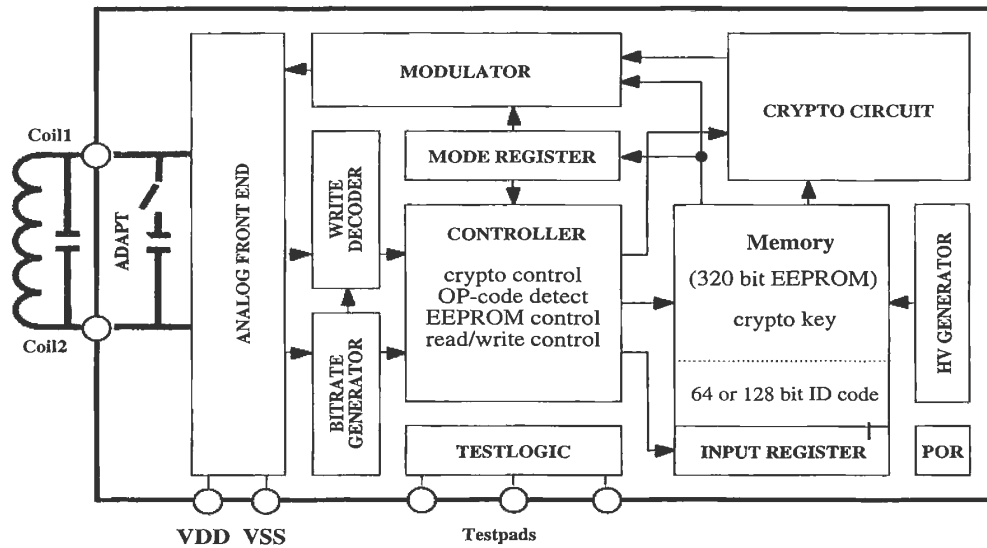 MODULATOR
CRYPTO CIRCUIT
Coil1
MODE REGISTER
ADAPT
ANALOG FRONT END
WRITE
DECODER
CONTROLLER
crypto control
OP-code detect
EEPROM control
read/write control
Memory
(320 bit EEPROM)
crypto key
64 or 128 bit ID code
HV GENERATOR
Coil2
BITRATE
GENERATOR
TESTLOGIC
INPUT REGISTER
POR
VDD VSS
Testpads